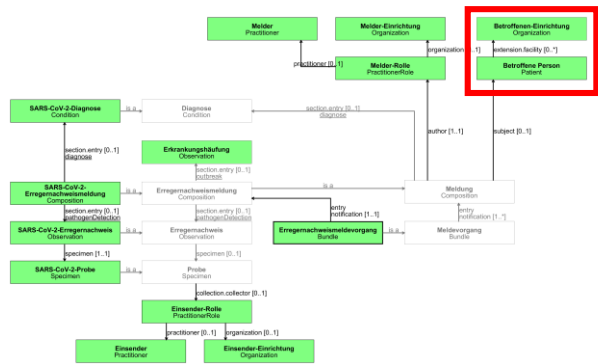 Melder
Practitioner
Melder-Einrichtung
Organization
Betroffenen-Einrichtung
Organization
practitioner [0..1]
organization [0..1]
extension.facility [0..*]
Melder-Rolle
PractitionerRole
Betroffene Person
Patient
SARS-CoV-2-Diagnose
Condition
is a
Diagnose
Condition
section.entry [0..1]
diagnose
author [1..1]
subject [0..1]
section.entry [0..1]
diagnose
Erkrankungshäufung
Observation
section.entry [0..1]
outbreak
SARS-CoV-2-
Erregernachweismeldung
Composition
is a
Erregernachweismeldung
Composition
is a
Meldung
Composition
section.entry [0..1]
pathogenDetection
section.entry [0..1]
pathogenDetection
entry
notification [1..1]
entry
notification [1..*]
SARS-CoV-2-Erregernachweis
Observation
is a
Erregernachweis
Observation
Erregernachweismeldevorgang
Bundle
is a
Meldevorgang
Bundle
specimen [1..1]
specimen [0..1]
SARS-CoV-2-Probe
Specimen
is a
Probe
Specimen
collection.collector [0..1]
Einsender-Rolle
PractitionerRole
practitioner [0..1]
organization [0..1]
Einsender
Practitioner
Einsender-Einrichtung
Organization